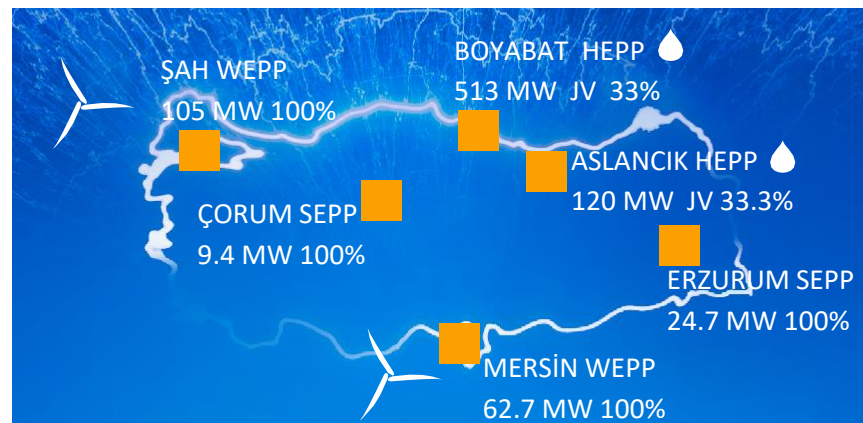 ŞAH WEPP
105 MW 100%
BOYABAT HEPP
513 MW JV 33%
ASLANCIK HEPP
120 MW JV 33.3%
ÇORUM SEPP
9.4 MW 100%
ERZURUM SEPP
24.7 MW 100%
MERSİN WEPP
62.7 MW 100%